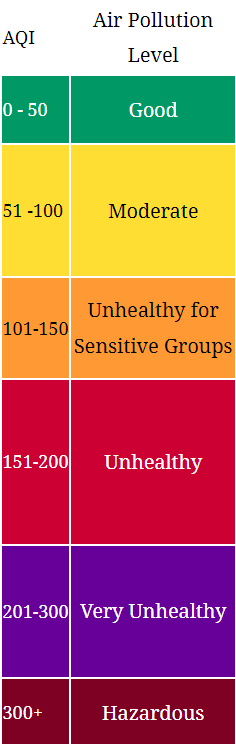 AQI
Air Pollution
Level
0 - 50
Good
51 -100
Moderate
101-150
Unhealthy for
Sensitive Groups
151-200
Unhealthy
201-300
Very Unhealthy
300+
Hazardous